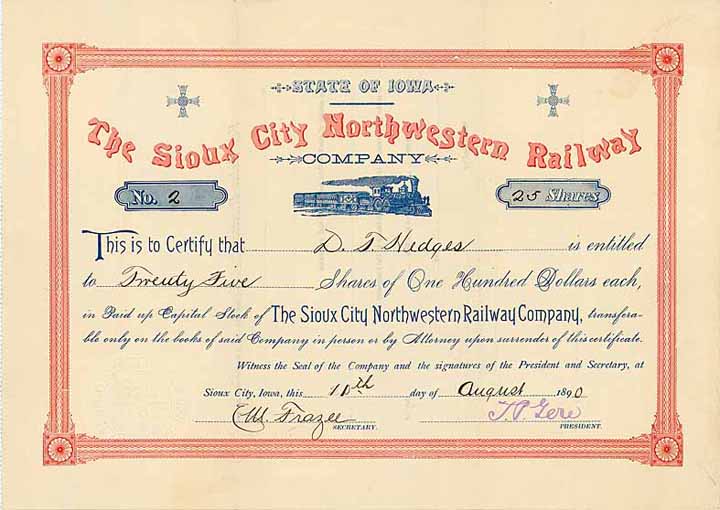 STATE OF IOWA
The Sioux City Northwestern Railway
COMPANY
No. 2
25 Shares
This is to Certify that D. T. Hedges is entitled
to Twenty Five Shares of One Hundred Dollars each,
in Paid up Capital Stock of The Sioux City Northwestern Railway Company, transfera-
ble only on the books of said Company in person or by Attorney upon surrender of this certificate.
Witness the Seal of the Company and the signatures of the President and Secretary, at
Sioux City, Iowa, this 10th day of August 1890
E. W. Frazee T. P. Gere
SECRETARY. PRESIDENT.